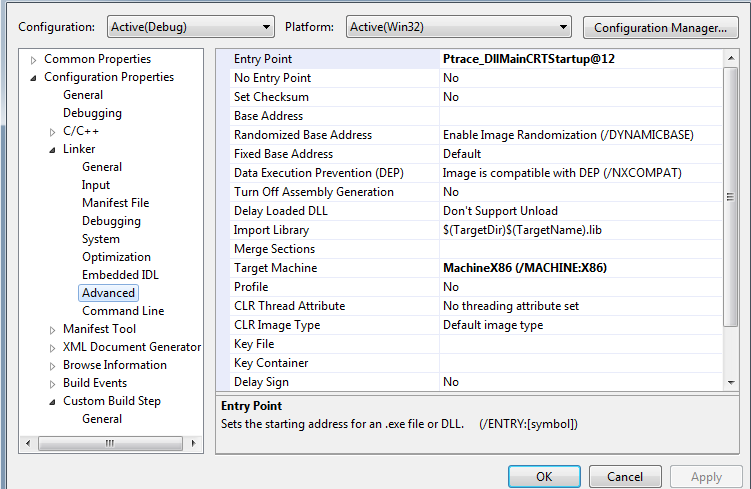 Configuration: Active(Debug) Platform: Active(Win32) Configuration Manager...
Common Properties
Configuration Properties
General
Debugging
C/C++
Linker
General
Input
Manifest File
Debugging
System
Optimization
Embedded IDL
Advanced
Command Line
Manifest Tool
XML Document Generator
Browse Information
Build Events
Custom Build Step
General
Entry Point Ptrace_DllMainCRTStartup@12
No Entry Point No
Set Checksum No
Base Address
Randomized Base Address Enable Image Randomization (/DYNAMICBASE)
Fixed Base Address Default
Data Execution Prevention (DEP) Image is compatible with DEP (/NXCOMPAT)
Turn Off Assembly Generation No
Delay Loaded DLL Don't Support Unload
Import Library $(TargetDir)$(TargetName).lib
Merge Sections
Target Machine MachineX86 (/MACHINE:X86)
Profile No
CLR Thread Attribute No threading attribute set
CLR Image Type Default image type
Key File
Key Container
Delay Sign No
Entry Point
Sets the starting address for an .exe file or DLL. (/ENTRY:[symbol])
OK Cancel Apply